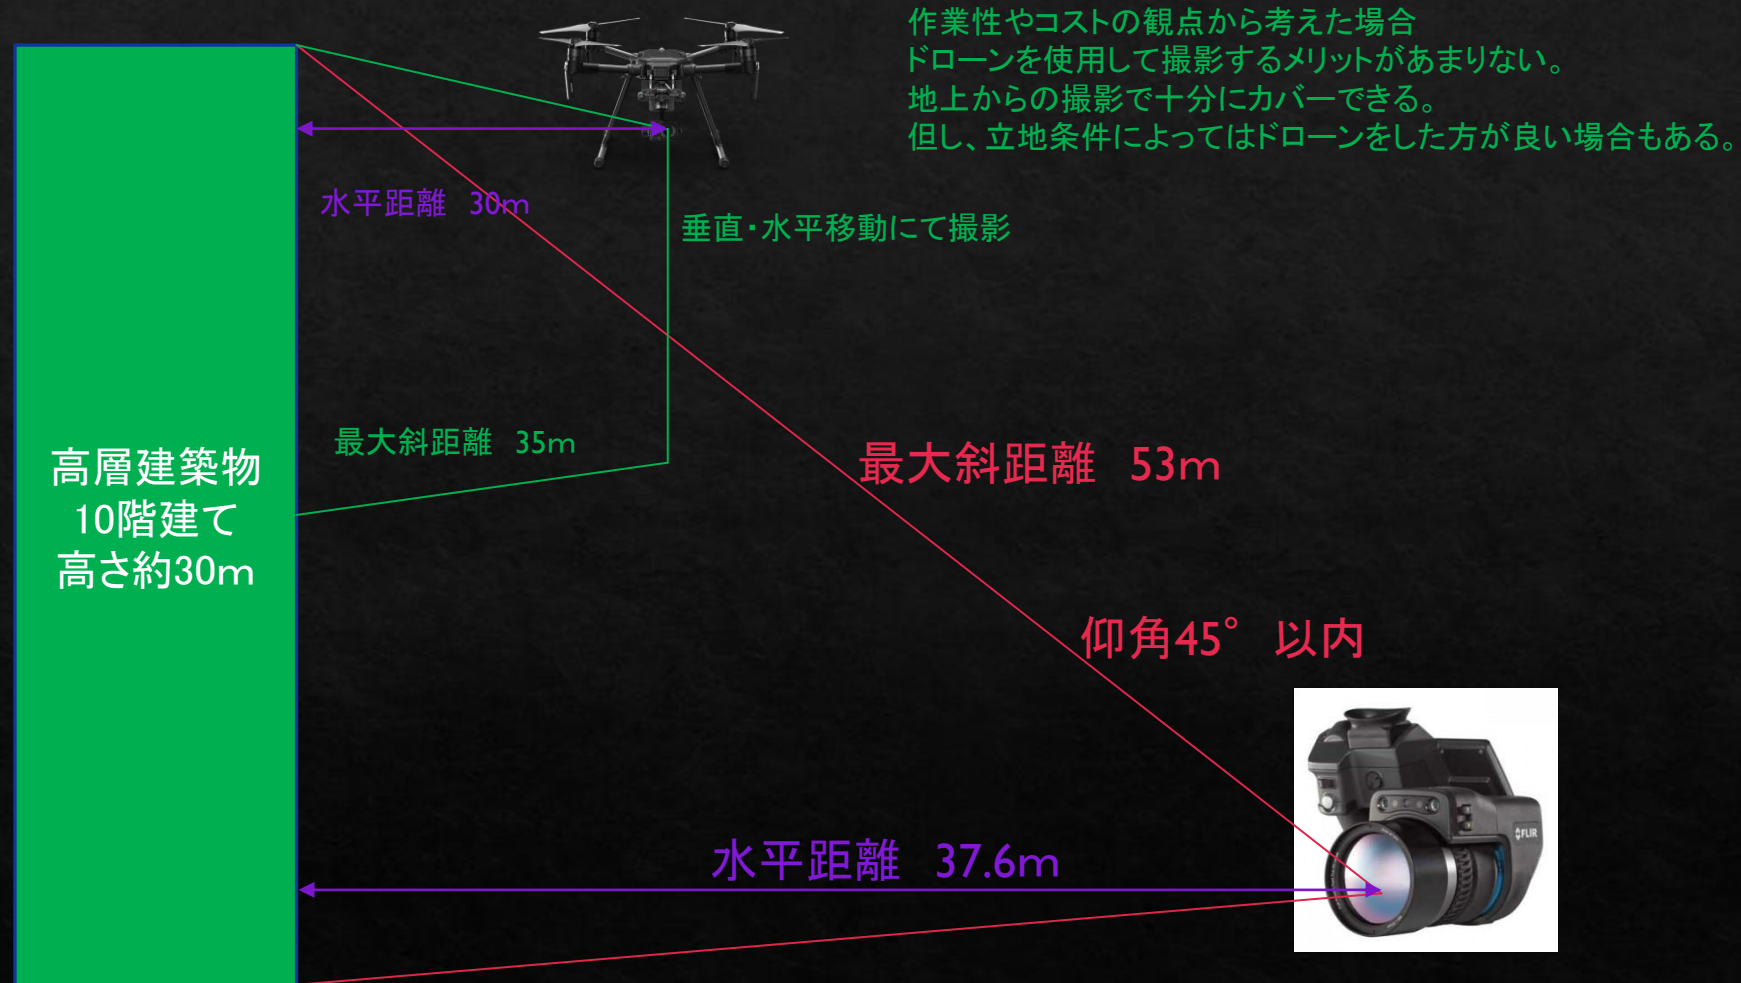 作業性やコストの観点から考えた場合
ドローンを使用して撮影するメリットがあまりない。
地上からの撮影で十分にカバーできる。
但し、立地条件によってはドローンをした方が良い場合もある。
水平距離　30m
垂直・水平移動にて撮影
最大斜距離　35m
最大斜距離　53m
高層建築物
10階建て
高さ約30m
仰角45°以内
水平距離　37.6m
FLIR